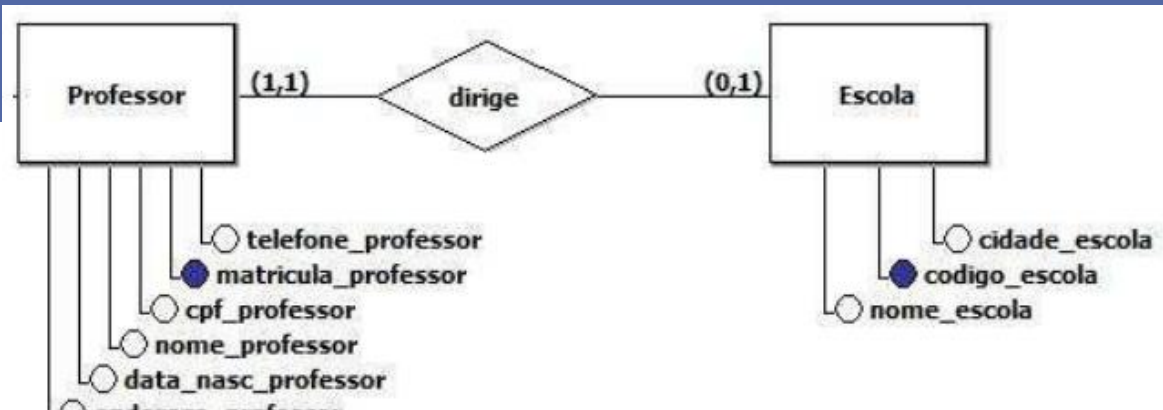 Professor
(1,1)
dirige
(0,1)
Escola
telefone_professor
matricula_professor
cpf_professor
nome_professor
data_nasc_professor
cidade_escola
codigo_escola
nome_escola